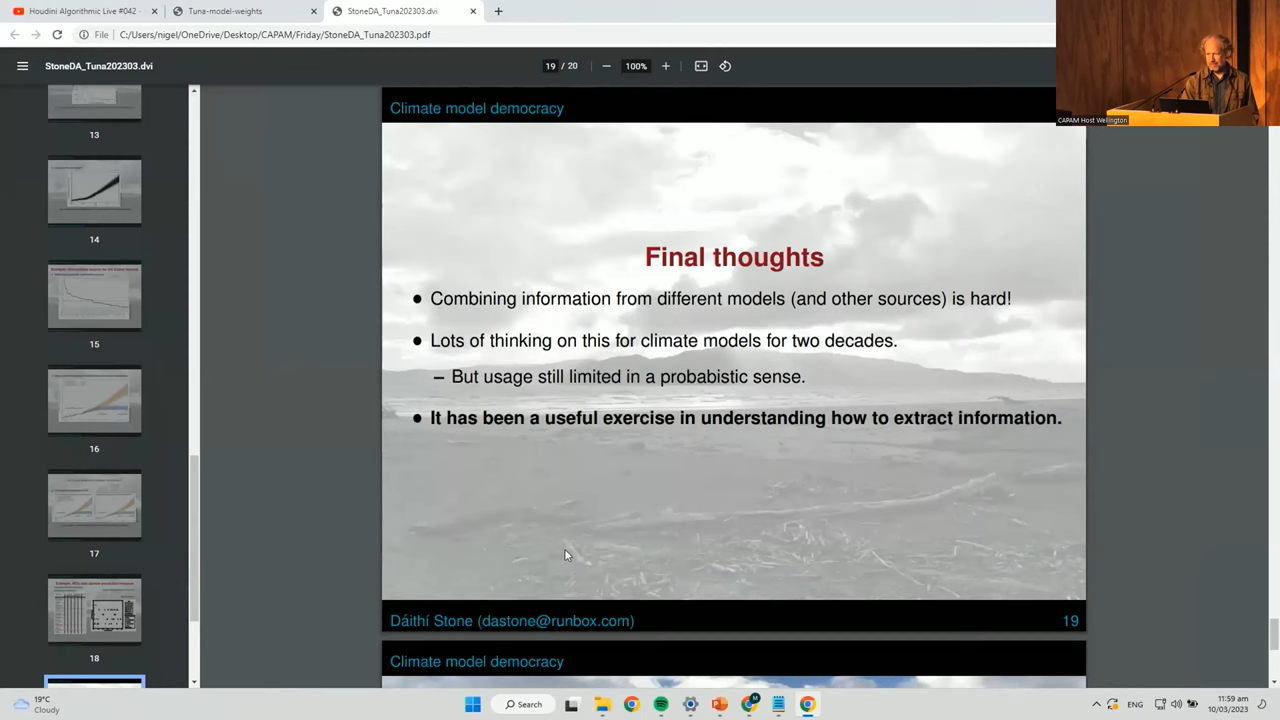 Houdini Algorithmic Live #042 -
Tuna-model-weights
StoneDA_Tuna202303.dvi
File
C:/Users/nigel/OneDrive/Desktop/CAPAM/Friday/StoneDA_Tuna202303.pdf
StoneDA_Tuna202303.dvi
19 / 20
100%
CAPAM Host Wellington
13
14
15
16
17
18
Climate model democracy
Final thoughts
● Combining information from different models (and other sources) is hard!
● Lots of thinking on this for climate models for two decades.
– But usage still limited in a probabistic sense.
● It has been a useful exercise in understanding how to extract information.
Dáithí Stone (dastone@runbox.com)
19
Climate model democracy
19°C
Cloudy
Search
ENG
11:59 am
10/03/2023